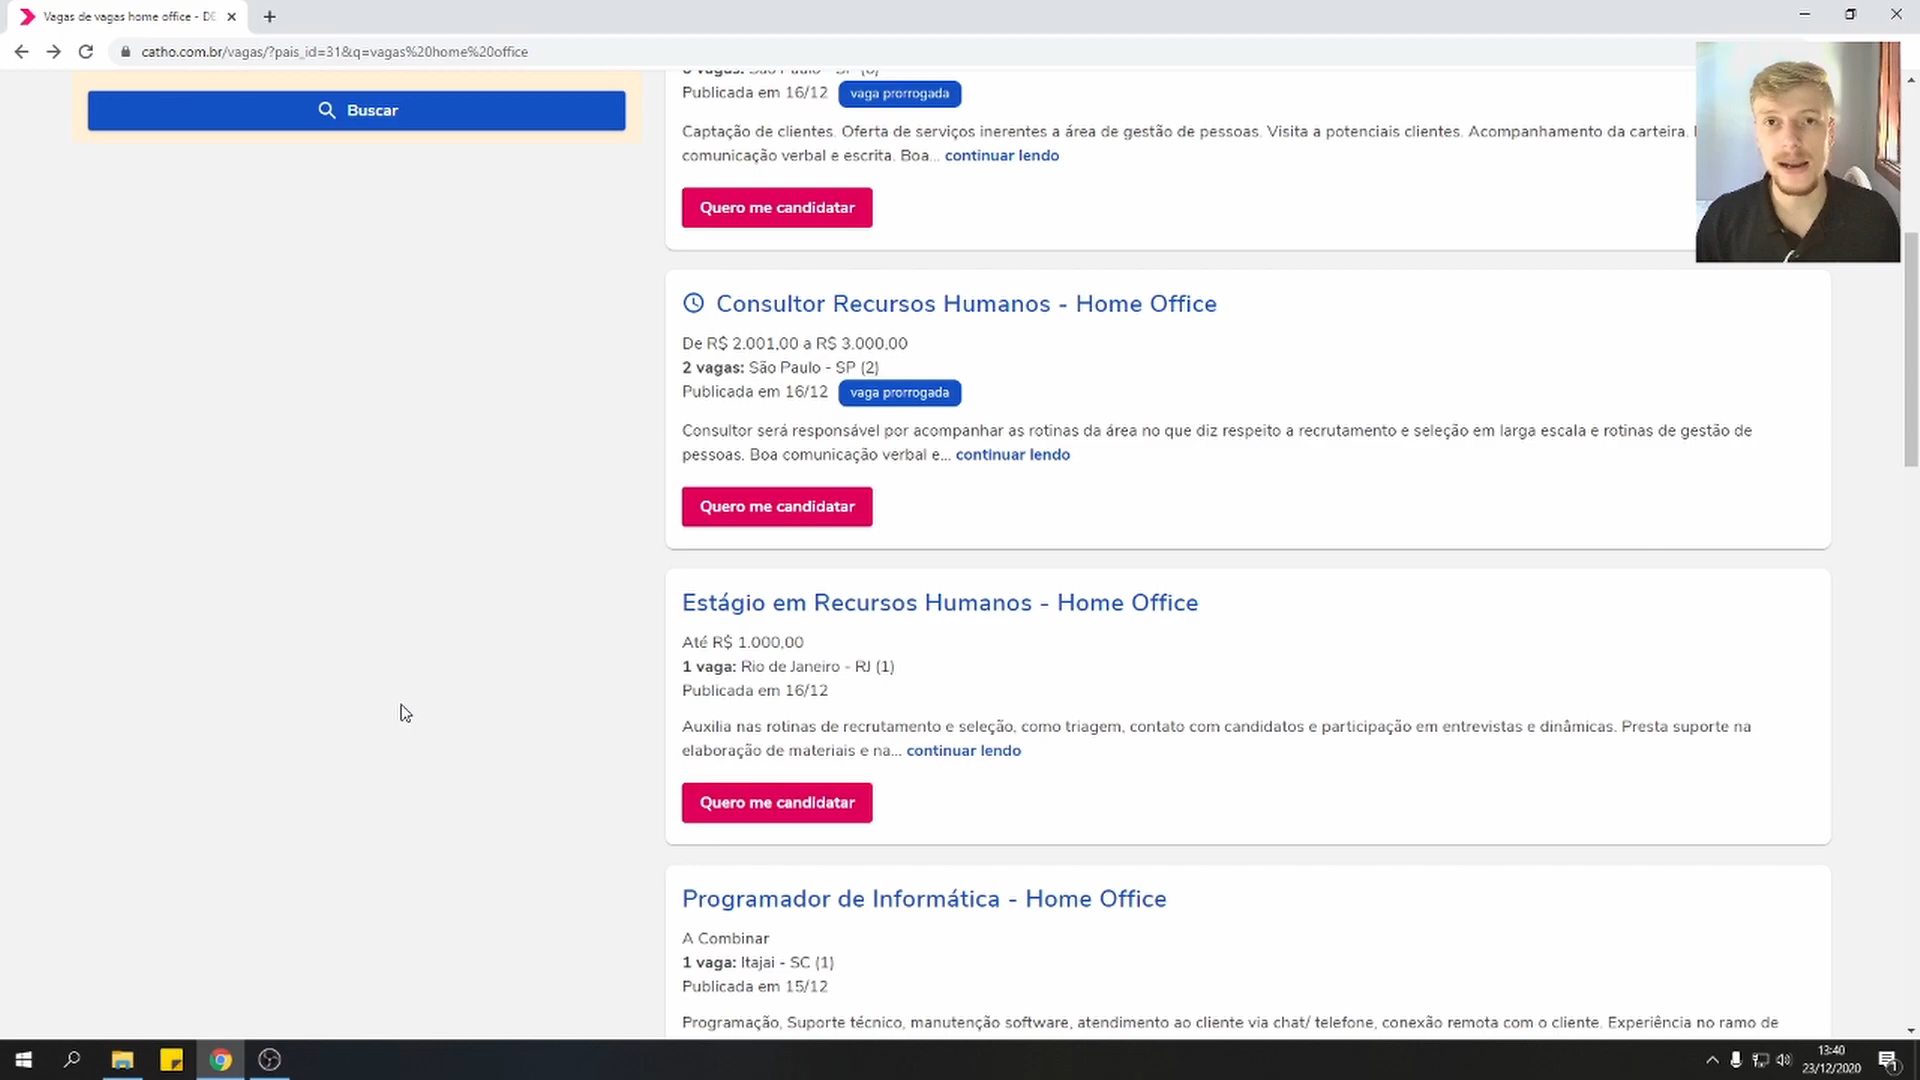 Vagas de vagas home office - DE
catho.com.br/vagas/?pais_id=31&q=vagas%20home%20office
Buscar
6 vagas: São Paulo - SP (6)
Publicada em 16/12 vaga prorrogada
Captação de clientes. Oferta de serviços inerentes a área de gestão de pessoas. Visita a potenciais clientes. Acompanhamento da carteira.
comunicação verbal e escrita. Boa... continuar lendo
Quero me candidatar
Consultor Recursos Humanos - Home Office
De R$ 2.001,00 a R$ 3.000,00
2 vagas: São Paulo - SP (2)
Publicada em 16/12 vaga prorrogada
Consultor será responsável por acompanhar as rotinas da área no que diz respeito a recrutamento e seleção em larga escala e rotinas de gestão de
pessoas. Boa comunicação verbal e... continuar lendo
Quero me candidatar
Estágio em Recursos Humanos - Home Office
Até R$ 1.000,00
1 vaga: Rio de Janeiro - RJ (1)
Publicada em 16/12
Auxilia nas rotinas de recrutamento e seleção, como triagem, contato com candidatos e participação em entrevistas e dinâmicas. Presta suporte na
elaboração de materiais e na... continuar lendo
Quero me candidatar
Programador de Informática - Home Office
A Combinar
1 vaga: Itajai - SC (1)
Publicada em 15/12
Programação, Suporte técnico, manutenção software, atendimento ao cliente via chat/ telefone, conexão remota com o cliente. Experiência no ramo de
13:40
23/12/2020
1